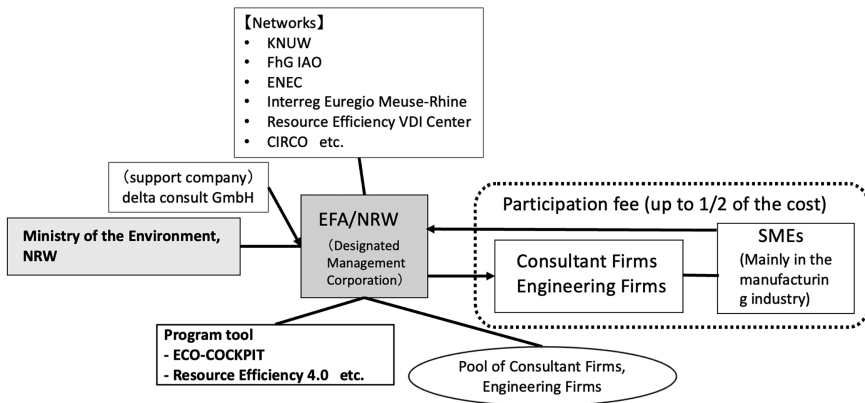 【Networks】
• KNUW
• FhG IAO
• ENEC
• Interreg Euregio Meuse-Rhine
• Resource Efficiency VDI Center
• CIRCO etc.
（support company)
delta consult GmbH
Ministry of the Environment,
NRW
EFA/NRW
（Designated
Management
Corporation）
Participation fee (up to 1/2 of the cost)
Consultant Firms
Engineering Firms
SMEs
(Mainly in the
manufacturin
g industry)
Program tool
- ECO-COCKPIT
- Resource Efficiency 4.0 etc.
Pool of Consultant Firms,
Engineering Firms